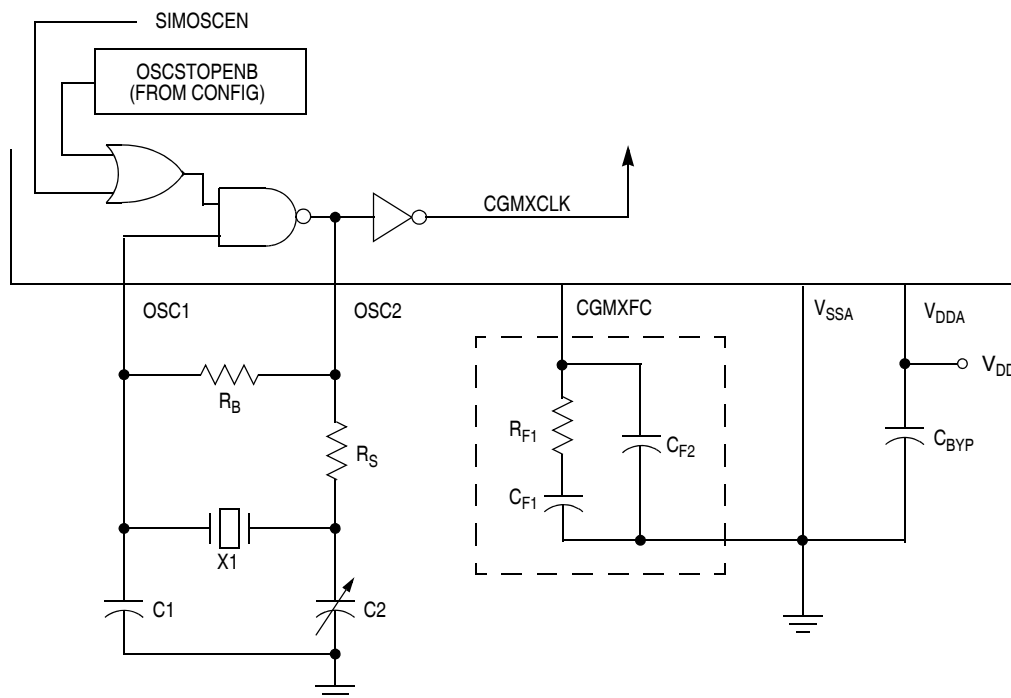 SIMOSCEN
OSCSTOPENB
(FROM CONFIG)
CGMXCLK
OSC1
OSC2
CGMXFC
VSSA
VDDA
VDD
RB
RS
RF1
CF2
CBYP
CF1
X1
C1
C2